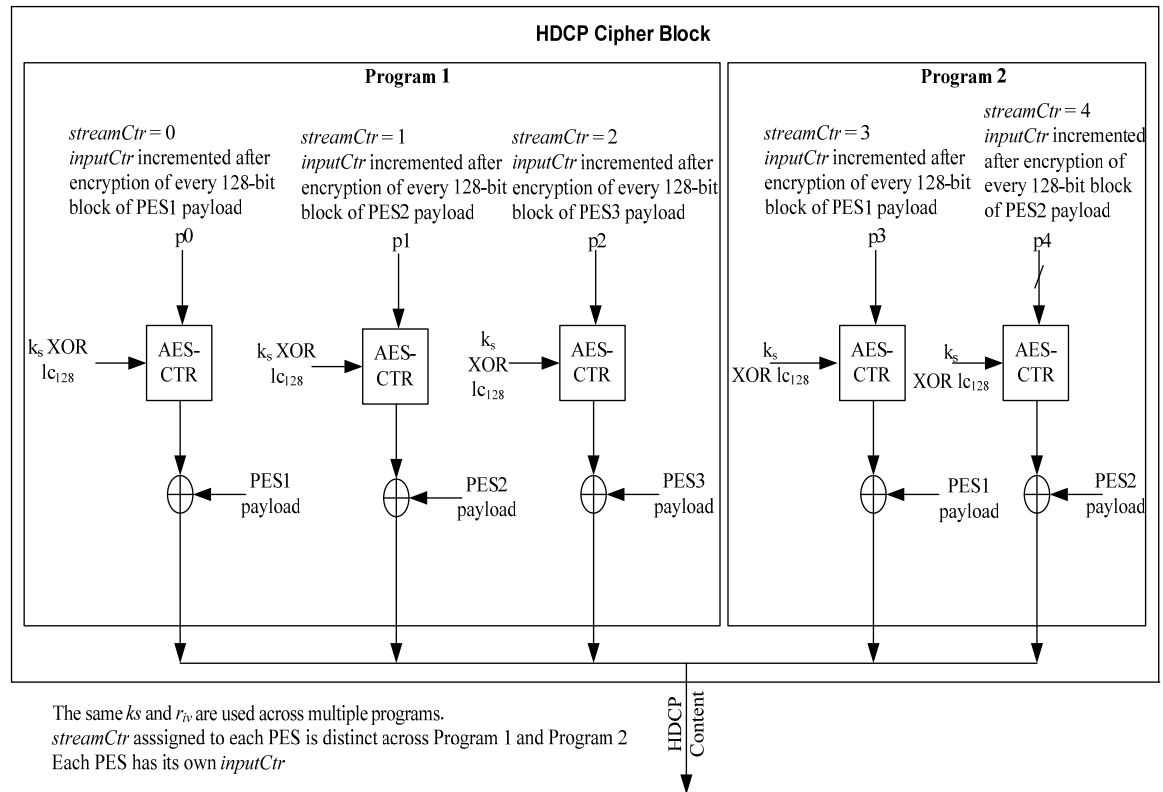 HDCP Cipher Block
Program 1
streamCtr = 0
inputCtr incremented after
encryption of every 128-bit
block of PES1 payload
p0
streamCtr = 1
inputCtr incremented after
encryption of every 128-bit
block of PES2 payload
p1
streamCtr = 2
inputCtr incremented after
encryption of every 128-bit
block of PES3 payload
p2
ks XOR
lc128
AES-
CTR
ks XOR
lc128
AES-
CTR
ks
XOR
lc128
AES-
CTR
PES1
payload
PES2
payload
PES3
payload
Program 2
streamCtr = 3
inputCtr incremented after
encryption of every 128-bit
block of PES1 payload
p3
streamCtr = 4
inputCtr incremented
after encryption of
every 128-bit block
of PES2 payload
p4
ks
XOR lc128
AES-
CTR
ks
XOR lc128
AES-
CTR
PES1
payload
PES2
payload
HDCP
Content
The same ks and riv are used across multiple programs.
streamCtr asssigned to each PES is distinct across Program 1 and Program 2
Each PES has its own inputCtr